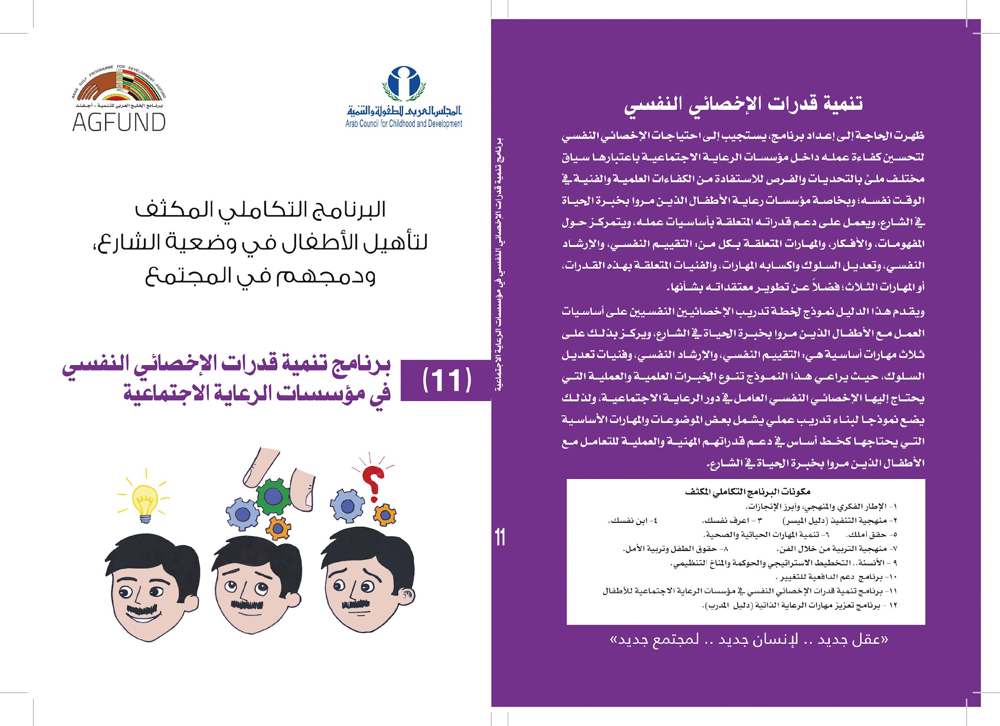 ARAB GULF PROGRAMME FOR DEVELOPMENT - AGFUND
برنامج الخليج العربي للتنمية - أجفند
AGFUND
المجلس العربي للطفولة والتنمية
Arab Council for Childhood and Development
البرنامج التكاملي المكثف
لتأهيل الأطفال في وضعية الشارع،
ودمجهم في المجتمع
(11)
برنامج تنمية قدرات الإخصائي النفسي
في مؤسسات الرعاية الاجتماعية
برنامج تنمية قدرات الإخصائي النفسي في مؤسسات الرعاية الاجتماعية
11
تنمية قدرات الإخصائي النفسي
ظهرت الحاجة إلى إعداد برنامج، يستجيب إلى احتياجات الإخصائي النفسي
لتحسين كفاءة عمله داخل مؤسسات الرعاية الاجتماعية باعتبارها سياق
مختلف ملئ بالتحديات والفرص للاستفادة من الكفاءات العلمية والفنية في
الوقت نفسه؛ وبخاصة مؤسسات رعاية الأطفال الذين مروا بخبرة الحياة
في الشارع، ويعمل على دعم قدراته المتعلقة بأساسيات عمله، ويتمركز حول
المفهومات، والأفكار، والمهارات المتعلقة بكل من: التقييم النفسي، والإرشاد
النفسي، وتعديل السلوك واكسابه المهارات، والفنيات المتعلقة بهذه القدرات،
أو المهارات الثلاث؛ فضلاً عن تطوير معتقداته بشأنها.
ويقدم هذا الدليل نموذج لخطة تدريب الإخصائيين النفسيين على أساسيات
العمل مع الأطفال الذين مروا بخبرة الحياة في الشارع، ويركز بذلك على
ثلاث مهارات أساسية هي: التقييم النفسي، والإرشاد النفسي، وفنيات تعديل
السلوك، حيث يراعي هذا النموذج تنوع الخبرات العلمية والعملية التي
يحتاج إليها الإخصائي النفسي العامل في دور الرعاية الاجتماعية، ولذلك
يضع نموذجا لبناء تدريب عملي يشمل بعض الموضوعات والمهارات الأساسية
التي يحتاجها كخط أساس في دعم قدراتهم المهنية والعملية للتعامل مع
الأطفال الذين مروا بخبرة الحياة في الشارع.
مكونات البرنامج التكاملي المكثف
١- الإطار الفكري والمنهجي، وأبرز الإنجازات.
٢- منهجية التنفيذ (دليل الميسر) ٣ - اعرف نفسك. ٤- ابن نفسك.
٥- حقق أملك. ٦- تنمية المهارات الحياتية والصحية.
٧- منهجية التربية من خلال الفن. ٨- حقوق الطفل وتربية الأمل.
٩ - الأنسنة.. التخطيط الاستراتيجي والحوكمة والمناخ التنظيمي.
١٠- برنامج دعم الدافعية للتغيير .
١١- برنامج تنمية قدرات الإخصائي النفسي في مؤسسات الرعاية الاجتماعية للأطفال
١٢ - برنامج تعزيز مهارات الرعاية الذاتية (دليل المدرب).
«عقل جديد .. لإنسان جديد .. لمجتمع جديد»